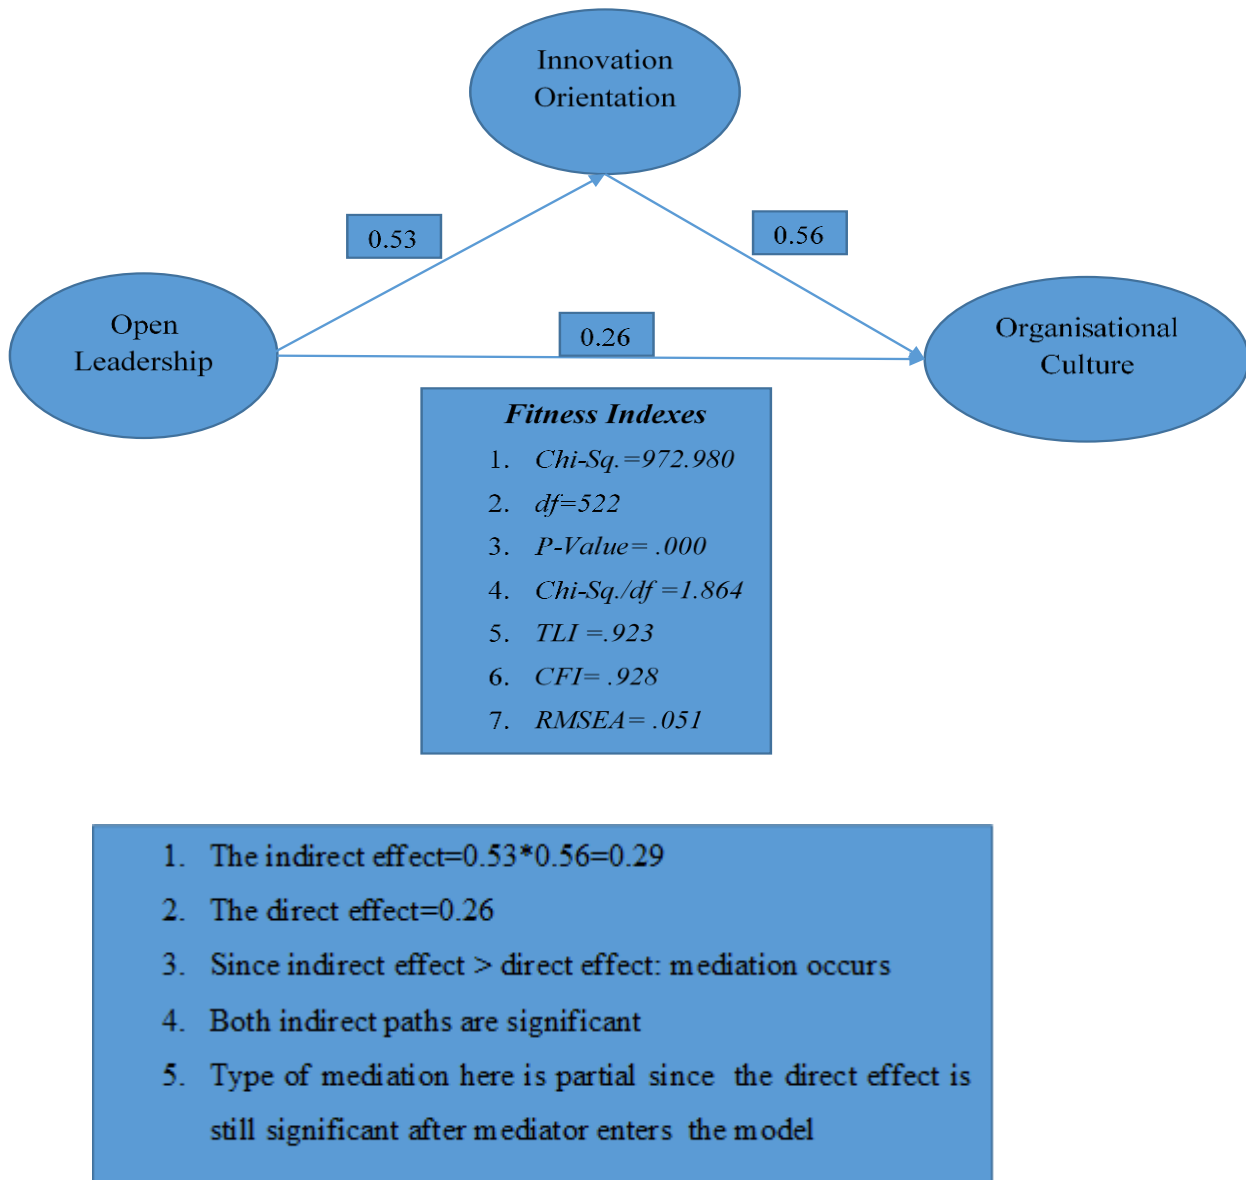 Innovation
Orientation
0.53
0.56
Open
Leadership
0.26
Organisational
Culture
Fitness Indexes
1. Chi-Sq.=972.980
2. df=522
3. P-Value= .000
4. Chi-Sq./df =1.864
5. TLI =.923
6. CFI= .928
7. RMSEA= .051
1. The indirect effect=0.53*0.56=0.29
2. The direct effect=0.26
3. Since indirect effect > direct effect: mediation occurs
4. Both indirect paths are significant
5. Type of mediation here is partial since the direct effect is
still significant after mediator enters the model